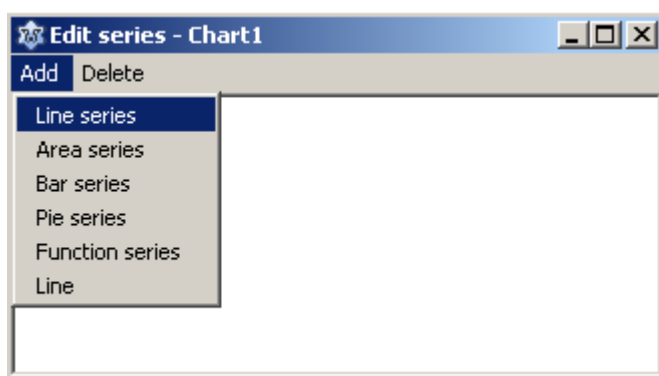 Edit series - Chart1
Add Delete
Line series
Area series
Bar series
Pie series
Function series
Line